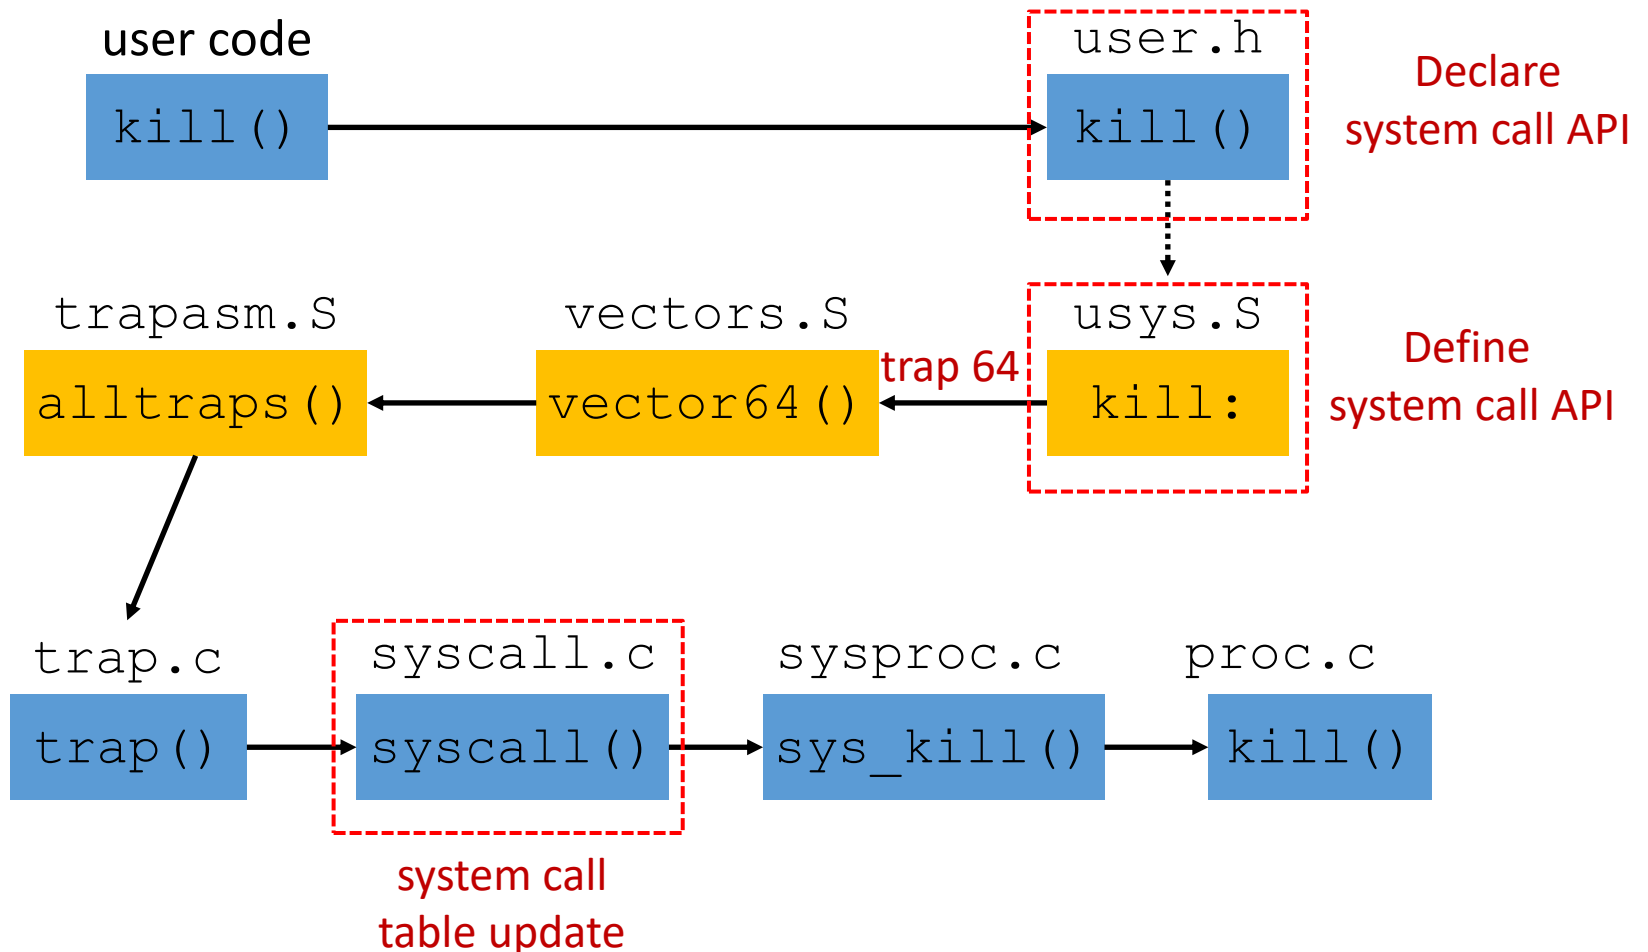 user code
kill()
user.h
kill()
Declare
system call API
trapasm.S
alltraps()
vectors.S
vector64()
trap 64
usys.S
kill:
Define
system call API
trap.c
trap()
syscall.c
syscall()
sysproc.c
sys_kill()
proc.c
kill()
system call
table update